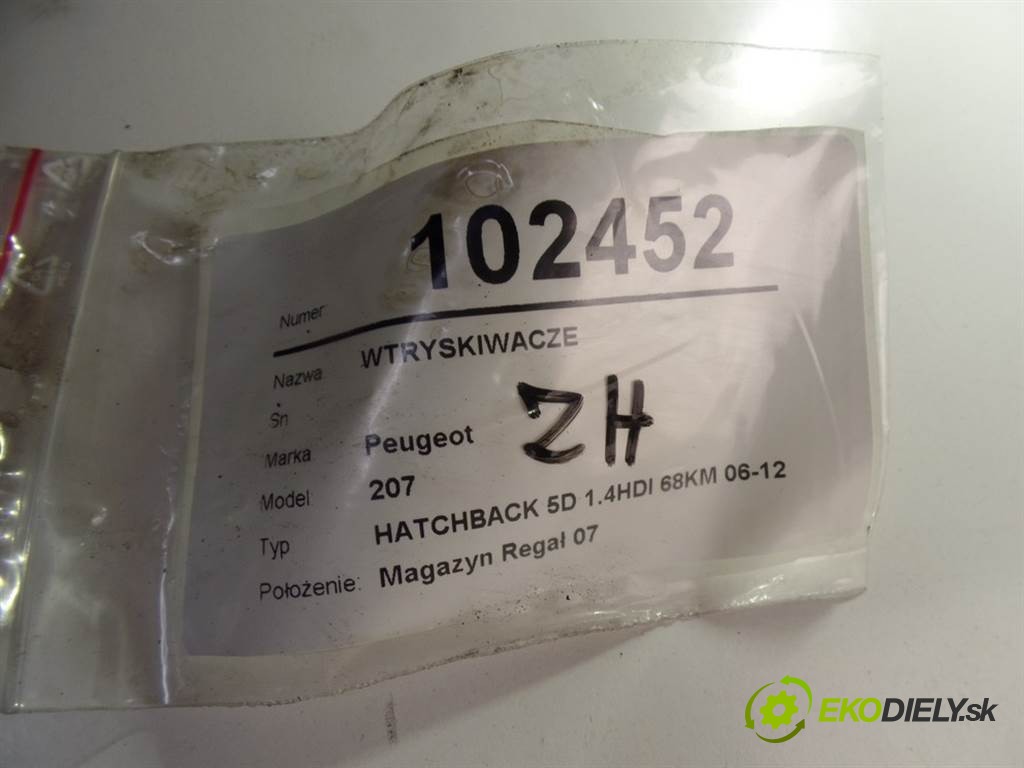 Numer 102452
Nazwa WTRYSKIWACZE
Sn
Marka Peugeot
ZH
Model 207
Typ HATCHBACK 5D 1.4HDI 68KM 06-12
Położenie: Magazyn Regał 07
EKODIELY.sk